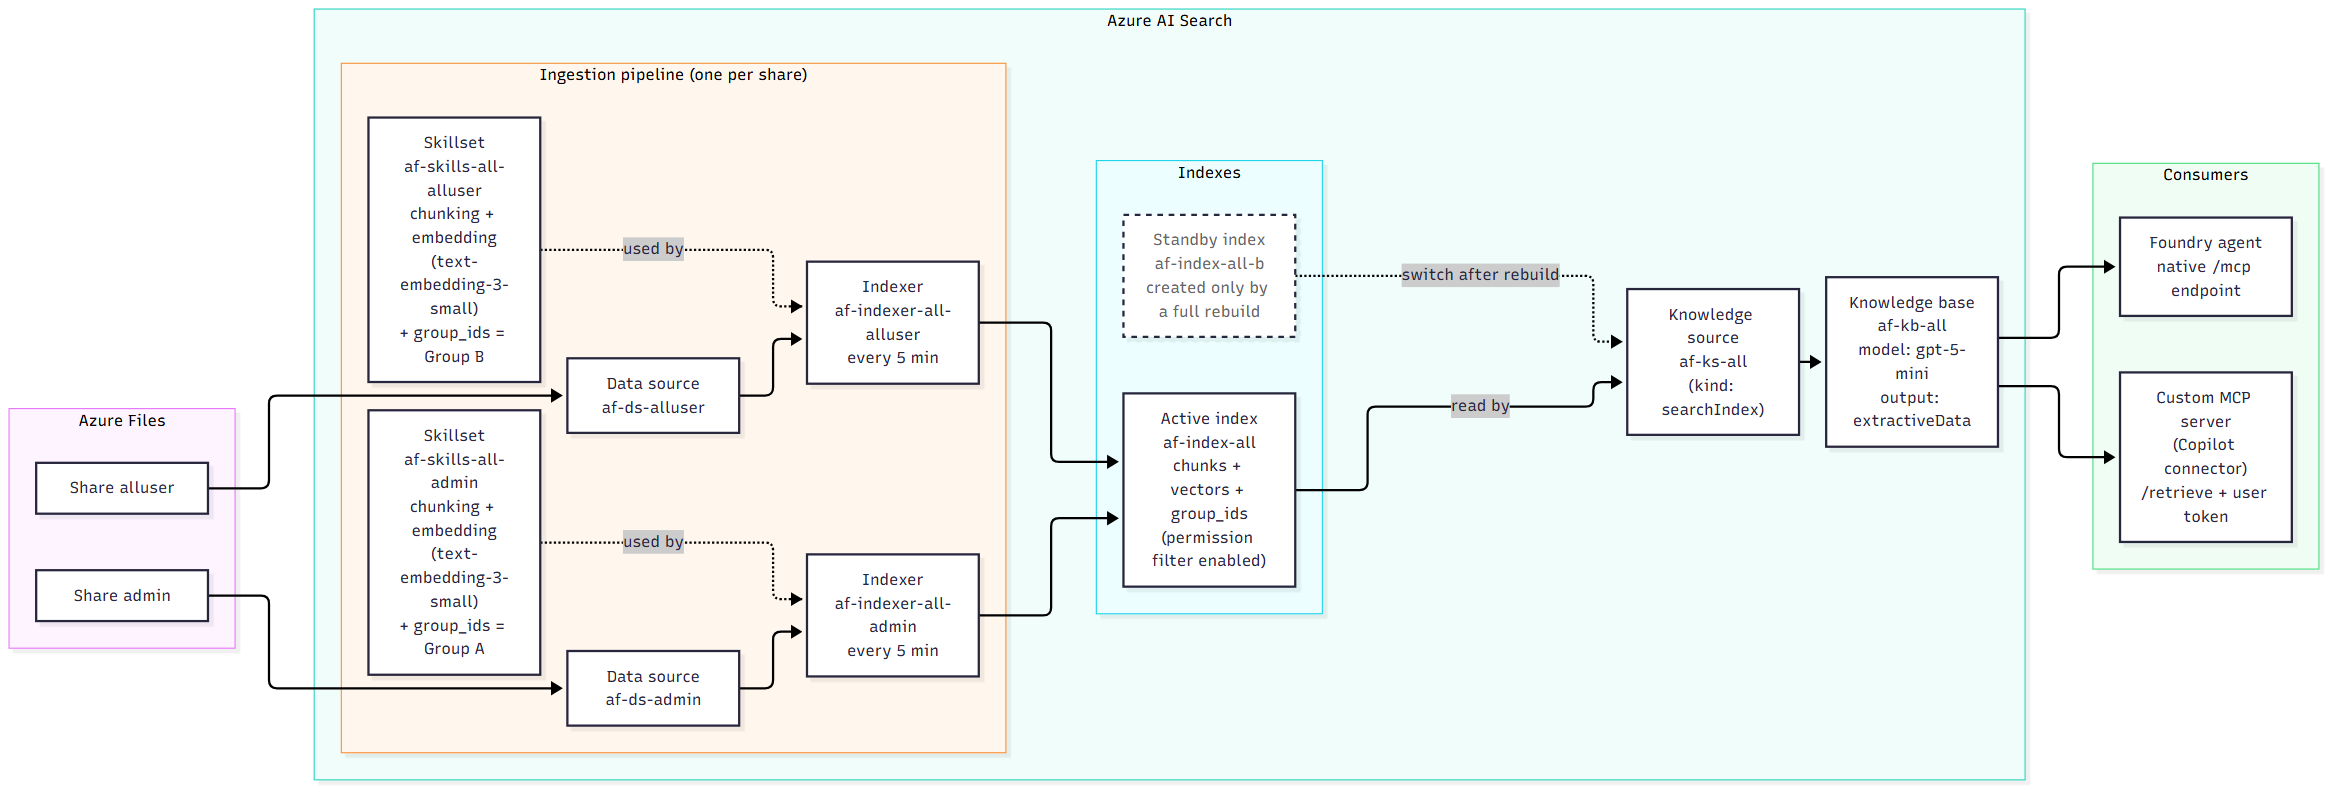 Azure AI Search
Ingestion pipeline (one per share)
Skillset
af-skills-all-
alluser
chunking +
embedding
(text-
embedding-3-
small)
+ group_ids =
Group B
used by
Indexer
af-indexer-all-
alluser
every 5 min
Data source
af-ds-alluser
Azure Files
Share alluser
Share admin
Skillset
af-skills-all-
admin
chunking +
embedding
(text-
embedding-3-
small)
+ group_ids =
Group A
used by
Indexer
af-indexer-all-
admin
every 5 min
Data source
af-ds-admin
Indexes
Standby index
af-index-all-b
created only by
a full rebuild
switch after rebuild
Active index
af-index-all
chunks +
vectors +
group_ids
(permission
filter enabled)
read by
Knowledge
source
af-ks-all
(kind:
searchIndex)
Knowledge base
af-kb-all
model: gpt-5-
mini
output:
extractiveData
Consumers
Foundry agent
native /mcp
endpoint
Custom MCP
server
(Copilot
connector)
/retrieve + user
token